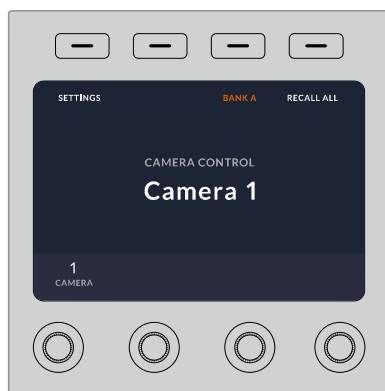 SETTINGS BANK A RECALL ALL
CAMERA CONTROL
Camera 1
1
CAMERA